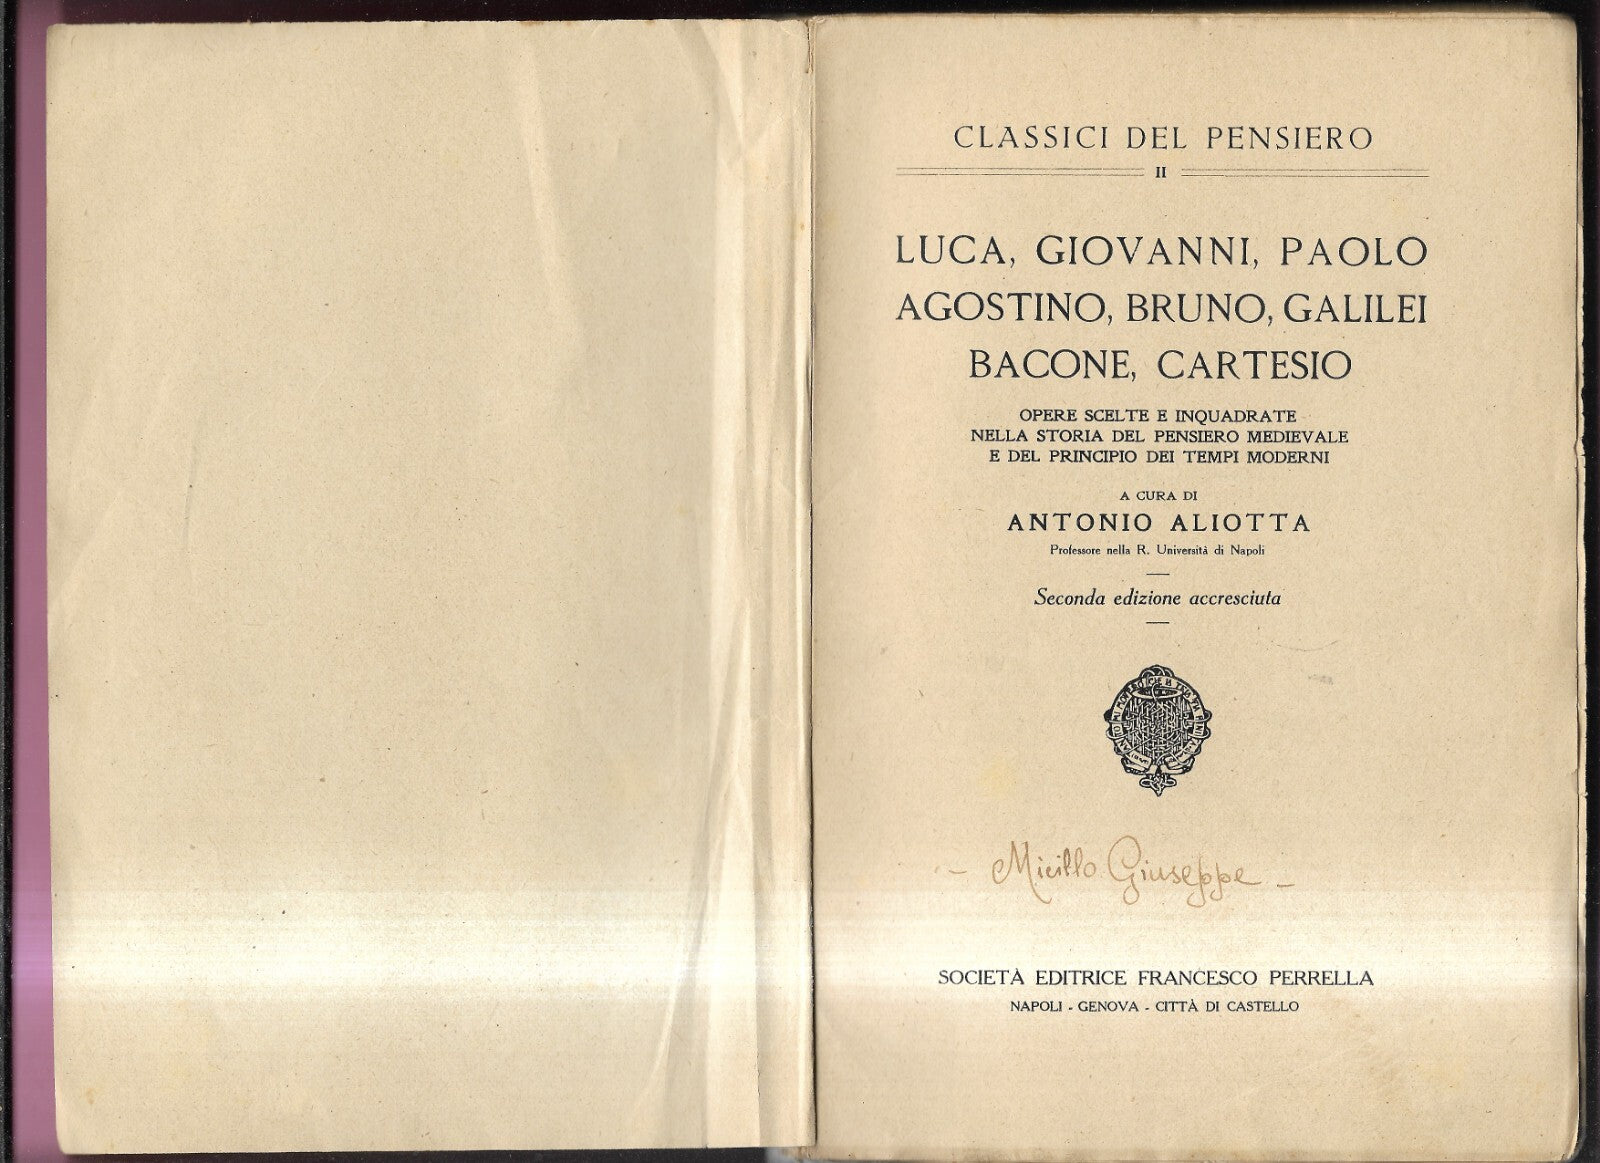 CLASSICI DEL PENSIERO
II
LUCA, GIOVANNI, PAOLO
AGOSTINO, BRUNO, GALILEI
BACONE, CARTESIO
OPERE SCELTE E INQUADRATE
NELLA STORIA DEL PENSIERO MEDIEVALE
E DEL PRINCIPIO DEI TEMPI MODERNI
A CURA DI
ANTONIO ALIOTTA
Professore nella R. Università di Napoli
Seconda edizione accresciuta
- Micillo Giuseppe -
SOCIETÀ EDITRICE FRANCESCO PERRELLA
NAPOLI - GENOVA - CITTÀ DI CASTELLO